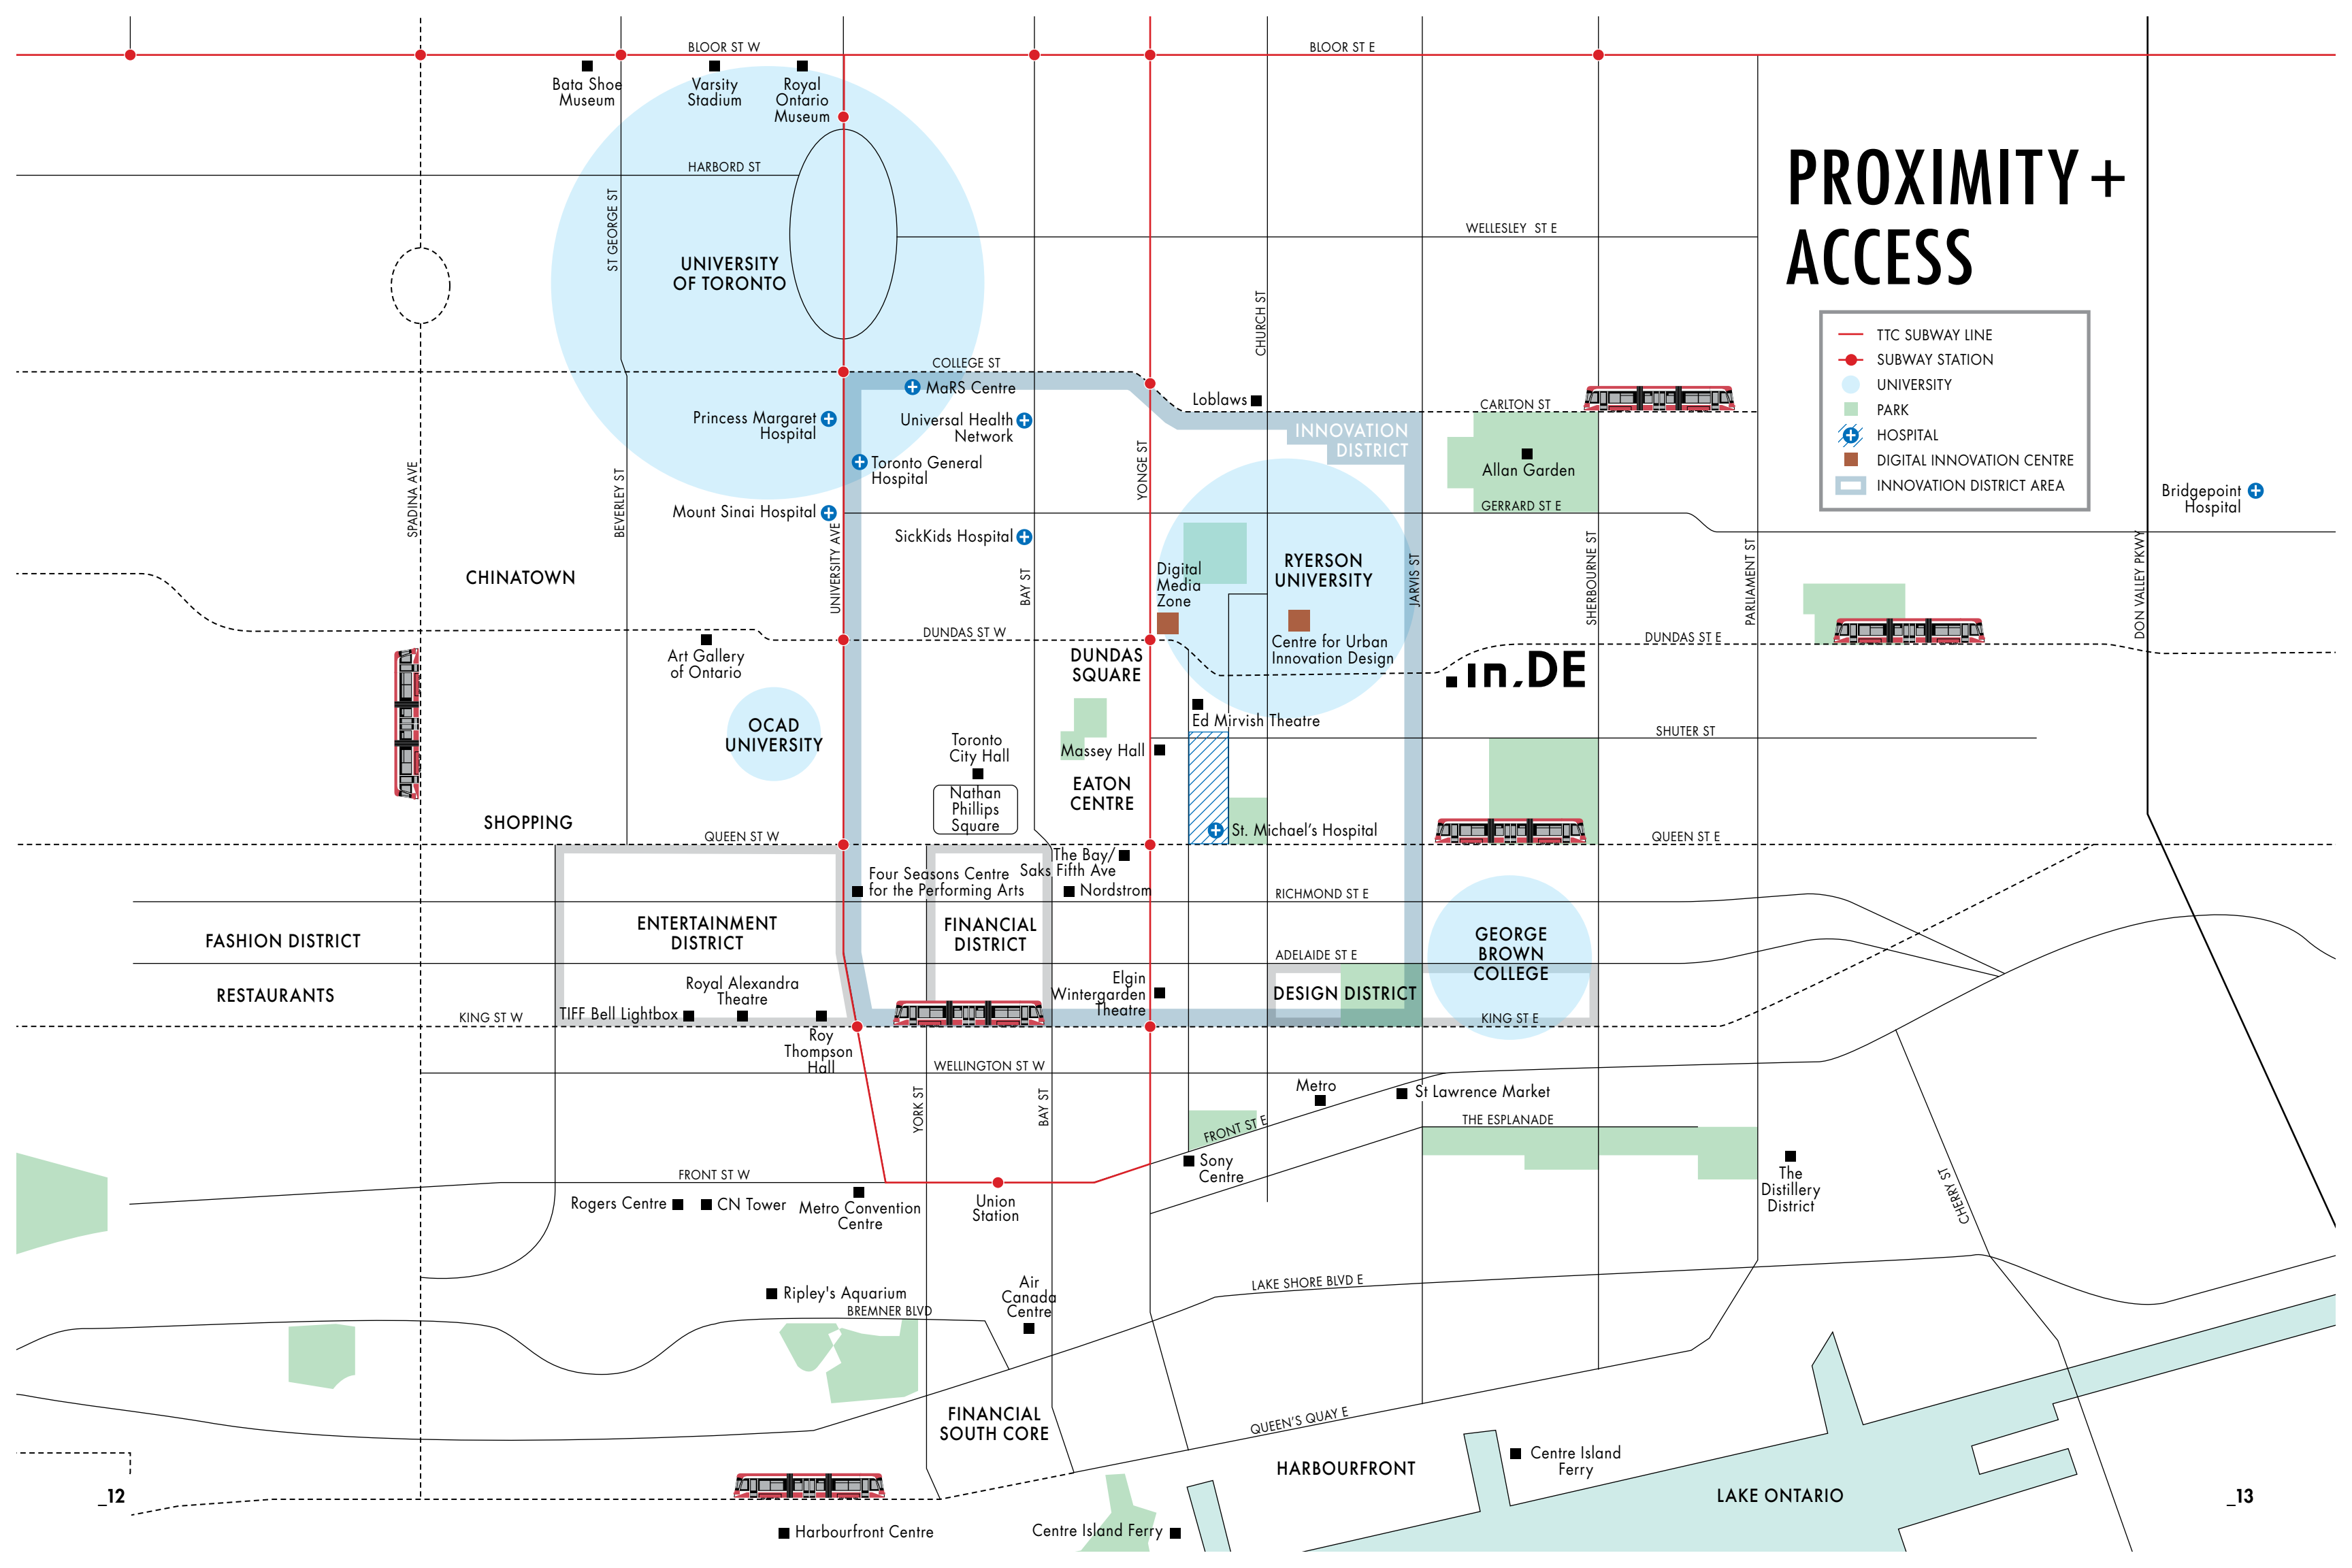 BLOOR ST W
BLOOR ST E
Bata Shoe
Museum
Varsity
Stadium
Royal
Ontario
Museum
PROXIMITY +
ACCESS
HARBORD ST
ST GEORGE ST
WELLESLEY ST E
UNIVERSITY
OF TORONTO
CHURCH ST
TTC SUBWAY LINE
SUBWAY STATION
UNIVERSITY
PARK
HOSPITAL
DIGITAL INNOVATION CENTRE
INNOVATION DISTRICT AREA
COLLEGE ST
MaRS Centre
Loblaws
CARLTON ST
Princess Margaret
Hospital
Universal Health
Network
INNOVATION
DISTRICT
Toronto General
Hospital
Allan Garden
SPADINA AVE
BEVERLEY ST
YONGE ST
Mount Sinai Hospital
GERRARD ST E
Bridgepoint
Hospital
SickKids Hospital
UNIVERSITY AVE
BAY ST
JARVIS ST
SHERBOURNE ST
PARLIAMENT ST
DON VALLEY PKWY
CHINATOWN
Digital
Media
Zone
RYERSON
UNIVERSITY
DUNDAS ST W
Centre for Urban
Innovation Design
DUNDAS ST E
Art Gallery
of Ontario
DUNDAS
SQUARE
.in,DE
OCAD
UNIVERSITY
Ed Mirvish Theatre
SHUTER ST
Toronto
City Hall
Massey Hall
Nathan
Phillips
Square
EATON
CENTRE
SHOPPING
St. Michael's Hospital
QUEEN ST W
QUEEN ST E
The Bay/
Saks Fifth Ave
Four Seasons Centre
for the Performing Arts
Nordstrom
RICHMOND ST E
FASHION DISTRICT
ENTERTAINMENT
DISTRICT
FINANCIAL
DISTRICT
GEORGE
BROWN
COLLEGE
ADELAIDE ST E
RESTAURANTS
Royal Alexandra
Theatre
Elgin
Wintergarden
Theatre
DESIGN DISTRICT
TIFF Bell Lightbox
KING ST W
KING ST E
Roy
Thompson
Hall
WELLINGTON ST W
YORK ST
BAY ST
Metro
St Lawrence Market
FRONT ST E
THE ESPLANADE
Sony
Centre
FRONT ST W
The
Distillery
District
CHERRY ST
Rogers Centre
CN Tower
Metro Convention
Centre
Union
Station
Ripley's Aquarium
Air
Canada
Centre
BREMNER BLVD
LAKE SHORE BLVD E
FINANCIAL
SOUTH CORE
QUEEN'S QUAY E
HARBOURFRONT
Centre Island
Ferry
LAKE ONTARIO
_12
_13
Harbourfront Centre
Centre Island Ferry